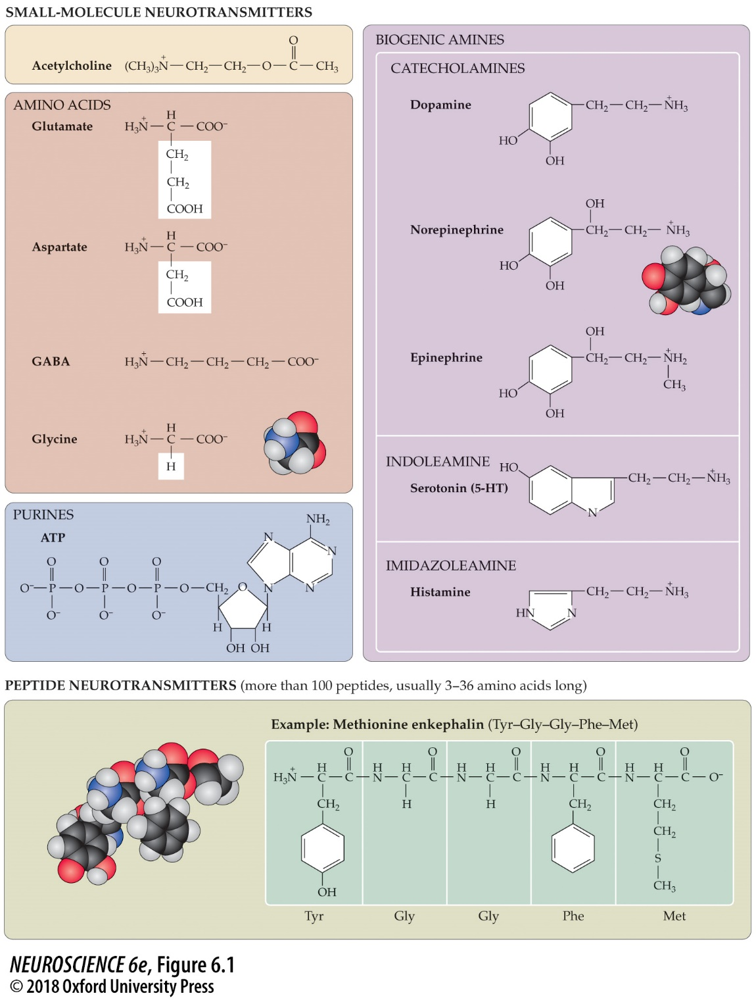 SMALL-MOLECULE NEUROTRANSMITTERS
Acetylcholine (CH₃)₃N⁺—CH₂—CH₂—O—C—CH₃
O
AMINO ACIDS
Glutamate H₃N⁺—C—COO⁻
H
CH₂
CH₂
COOH
Aspartate H₃N⁺—C—COO⁻
H
CH₂
COOH
GABA H₃N⁺—CH₂—CH₂—CH₂—COO⁻
Glycine H₃N⁺—C—COO⁻
H
H
PURINES
ATP
NH₂
N N
O O O
O⁻—P—O—P—O—P—O—CH₂ O N N
O⁻ O⁻ O⁻
H H
OH OH
BIOGENIC AMINES
CATECHOLAMINES
Dopamine CH₂—CH₂—NH₃⁺
HO
OH
OH
Norepinephrine CH₂—CH₂—NH₃⁺
HO
OH
OH
Epinephrine CH₂—CH₂—NH₂⁺
CH₃
HO
OH
INDOLEAMINE
HO CH₂—CH₂—NH₃⁺
Serotonin (5-HT)
N
IMIDAZOLEAMINE
Histamine CH₂—CH₂—NH₃⁺
HN N
PEPTIDE NEUROTRANSMITTERS (more than 100 peptides, usually 3–36 amino acids long)
Example: Methionine enkephalin (Tyr–Gly–Gly–Phe–Met)
O O O O O
H H H H H H H H H
H₃N⁺—C—C—N—C—C—N—C—C—N—C—C—N—C—C—O⁻
CH₂ H H CH₂ CH₂
CH₂
S
CH₃
OH
Tyr Gly Gly Phe Met
NEUROSCIENCE 6e, Figure 6.1
© 2018 Oxford University Press